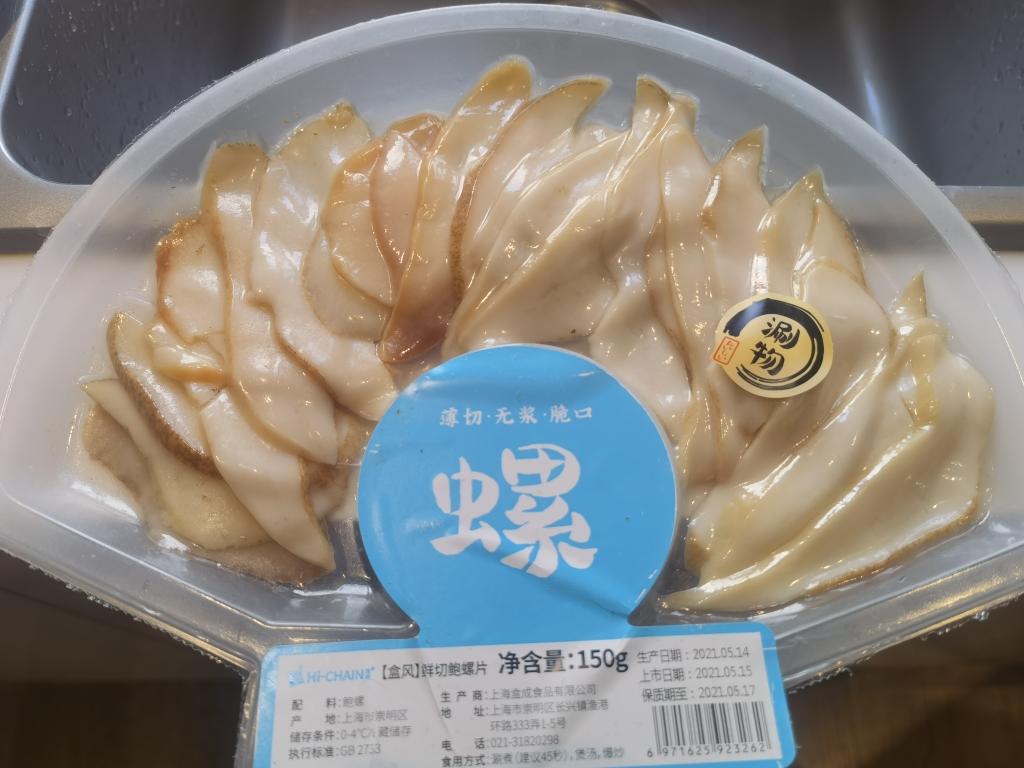 涮物
薄切·无浆·脆口
螺
Hi-CHAIN 【盒风】鲜切鲍螺片 净含量:150g
配 料:鲍螺
产 地:上海市崇明区
储存条件:0-4℃冷藏储存
执行标准:GB 2733
生 产 商:上海盒成食品有限公司
地 址:上海市崇明区长兴镇渔港
环路333弄1-5号
电 话:021-31820298
食用方式:涮煮(建议45秒),煲汤,爆炒
生产日期:2021.05.14
上市日期:2021.05.15
保质期至:2021.05.17
6 971625 923262